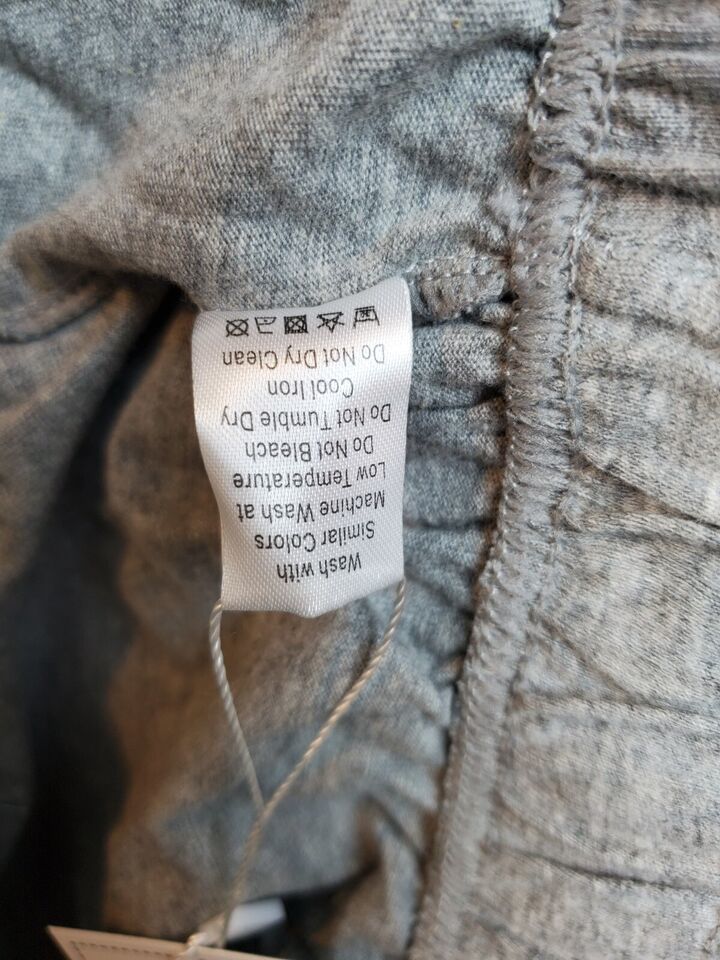 Wash with
Similar Colors
Machine Wash at
Low Temperature
Do Not Bleach
Do Not Tumble Dry
Cool Iron
Do Not Dry Clean